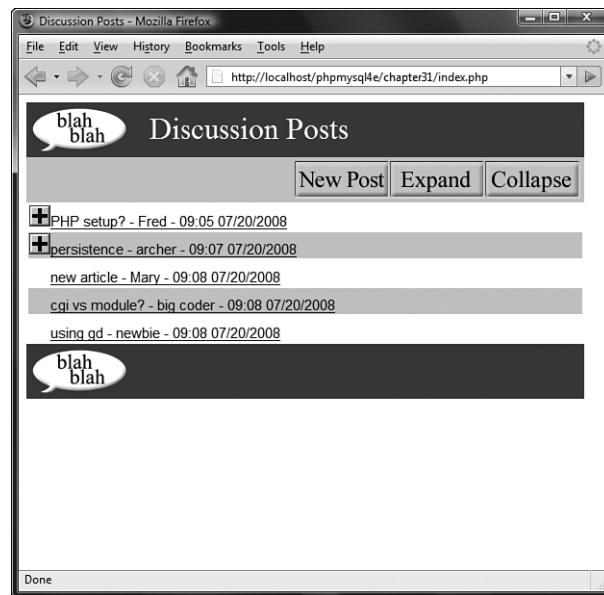 Discussion Posts - Mozilla Firefox
File Edit View History Bookmarks Tools Help
http://localhost/phpmysql4e/chapter31/index.php
blah
blah
Discussion Posts
New Post Expand Collapse
PHP setup? - Fred - 09:05 07/20/2008
persistence - archer - 09:07 07/20/2008
new article - Mary - 09:08 07/20/2008
cgi vs module? - big coder - 09:08 07/20/2008
using gd - newbie - 09:08 07/20/2008
blah
blah
Done